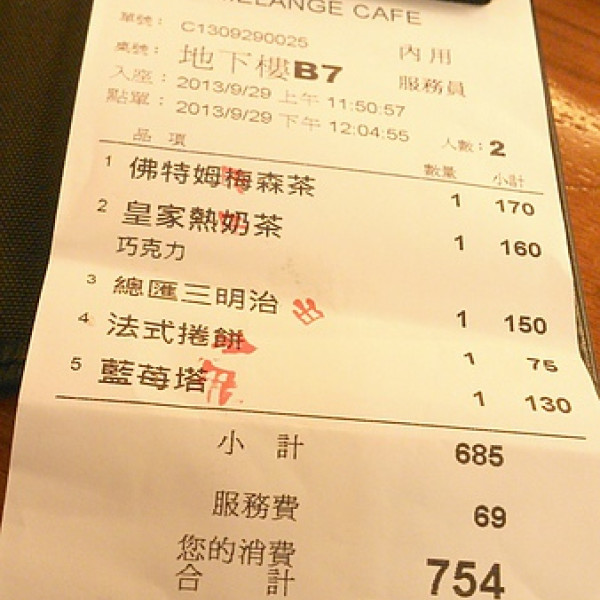 MELANGE CAFE
單號： C1309290025
桌號： 地下樓B7 內用
入座： 2013/9/29 上午 11:50:57 服務員
點單： 2013/9/29 下午 12:04:55 人數：2
品項 數量 小計
1 佛特姆梅森茶 1 170
2 皇家熱奶茶 1 160
巧克力
3 總匯三明治 1 150
4 法式捲餅 1 75
5 藍莓塔 1 130
小計 685
服務費 69
您的消費
合計 754